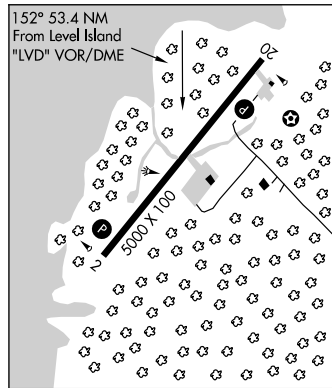 152° 53.4 NM
From Level Island
"LVD" VOR/DME
20
P
5000 X 100
P
2